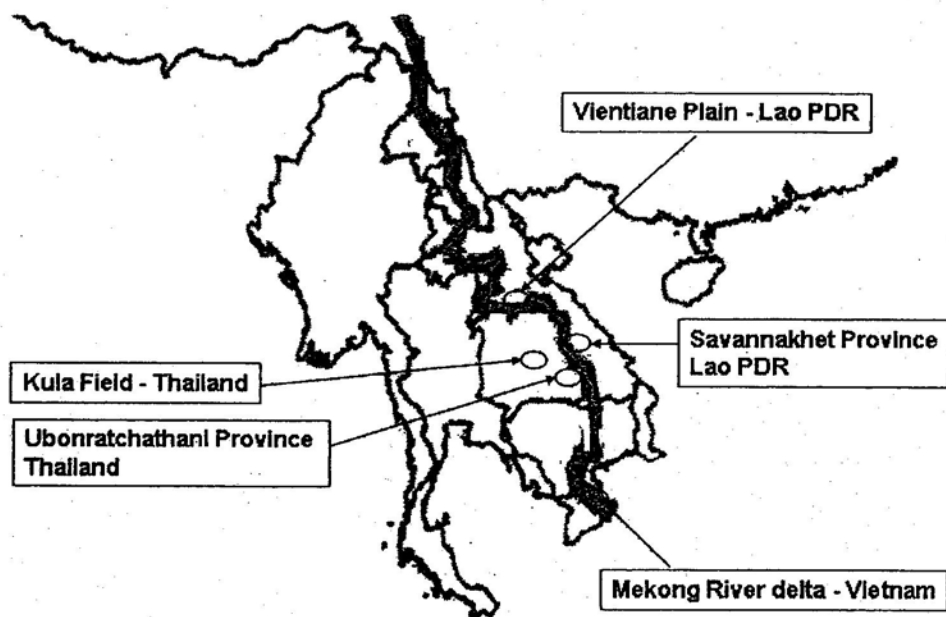 Vientiane Plain - Lao PDR
Savannakhet Province
Lao PDR
Kula Field - Thailand
Ubonratchathani Province
Thailand
Mekong River delta - Vietnam